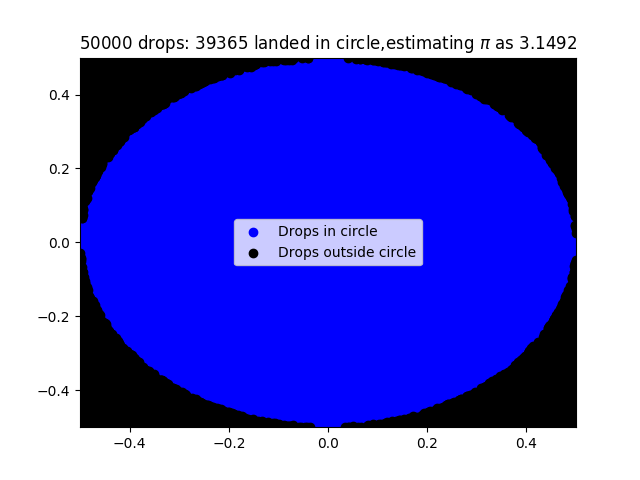 50000 drops: 39365 landed in circle,estimating π as 3.1492
0.4
0.2
0.0
−0.2
−0.4
Drops in circle
Drops outside circle
−0.4 −0.2 0.0 0.2 0.4